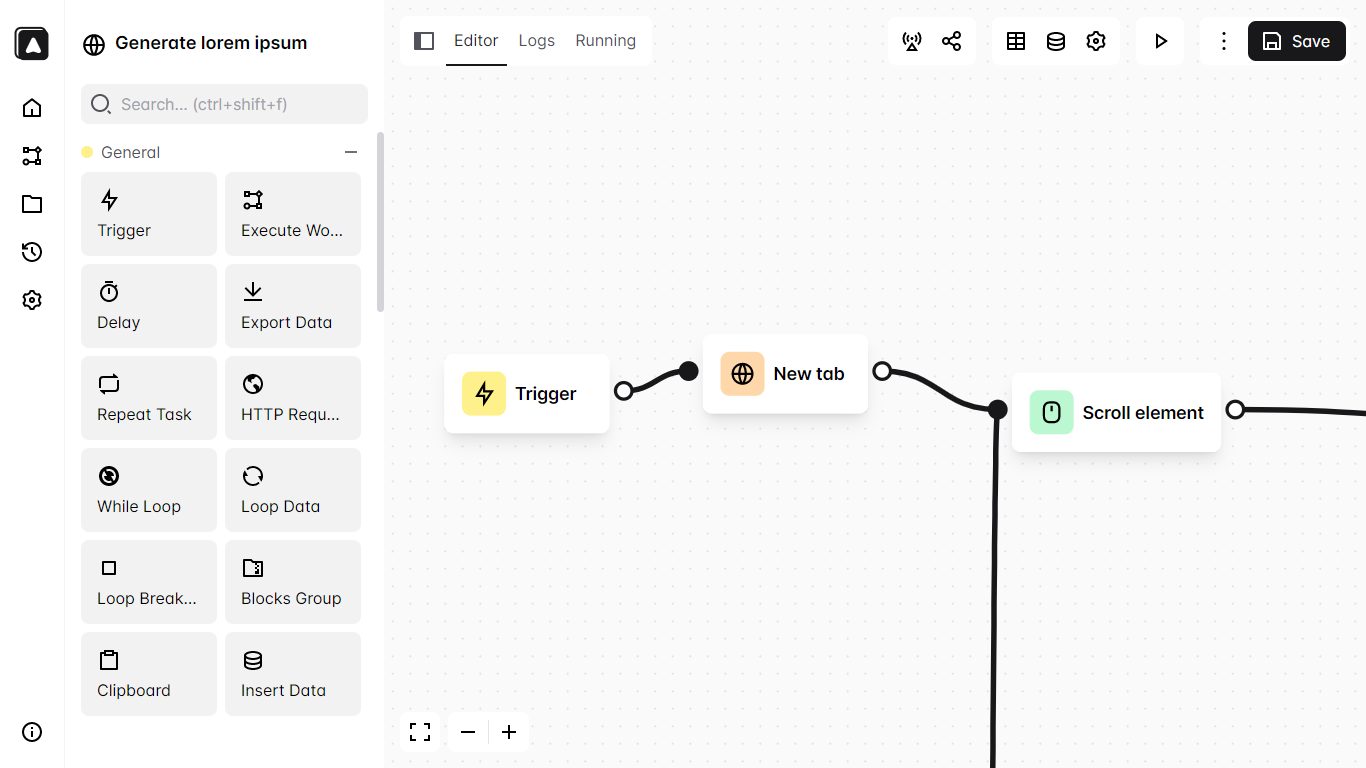 Generate lorem ipsum
Editor Logs Running
Save
Search... (ctrl+shift+f)
General
Trigger
Execute Wo...
Delay
Export Data
Repeat Task
HTTP Requ...
While Loop
Loop Data
Loop Break...
Blocks Group
Clipboard
Insert Data
Trigger
New tab
Scroll element